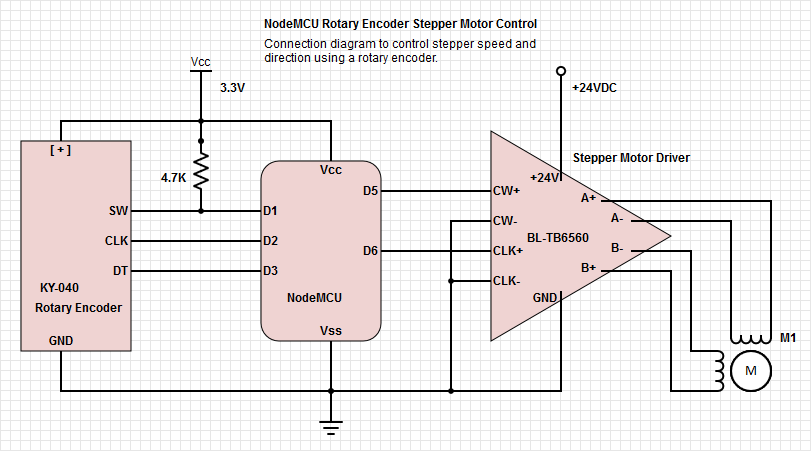 NodeMCU Rotary Encoder Stepper Motor Control
Connection diagram to control stepper speed and
direction using a rotary encoder.
Vcc
3.3V
+24VDC
[ + ]
4.7K
SW
CLK
DT
KY-040
Rotary Encoder
GND
Vcc
D1
D2
D3
D5
D6
NodeMCU
Vss
Stepper Motor Driver
+24V
CW+
CW-
CLK+
CLK-
BL-TB6560
GND
A+
A-
B-
B+
M1
M